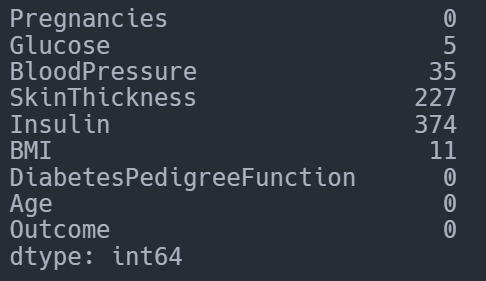 Pregnancies 0
Glucose 5
BloodPressure 35
SkinThickness 227
Insulin 374
BMI 11
DiabetesPedigreeFunction 0
Age 0
Outcome 0
dtype: int64